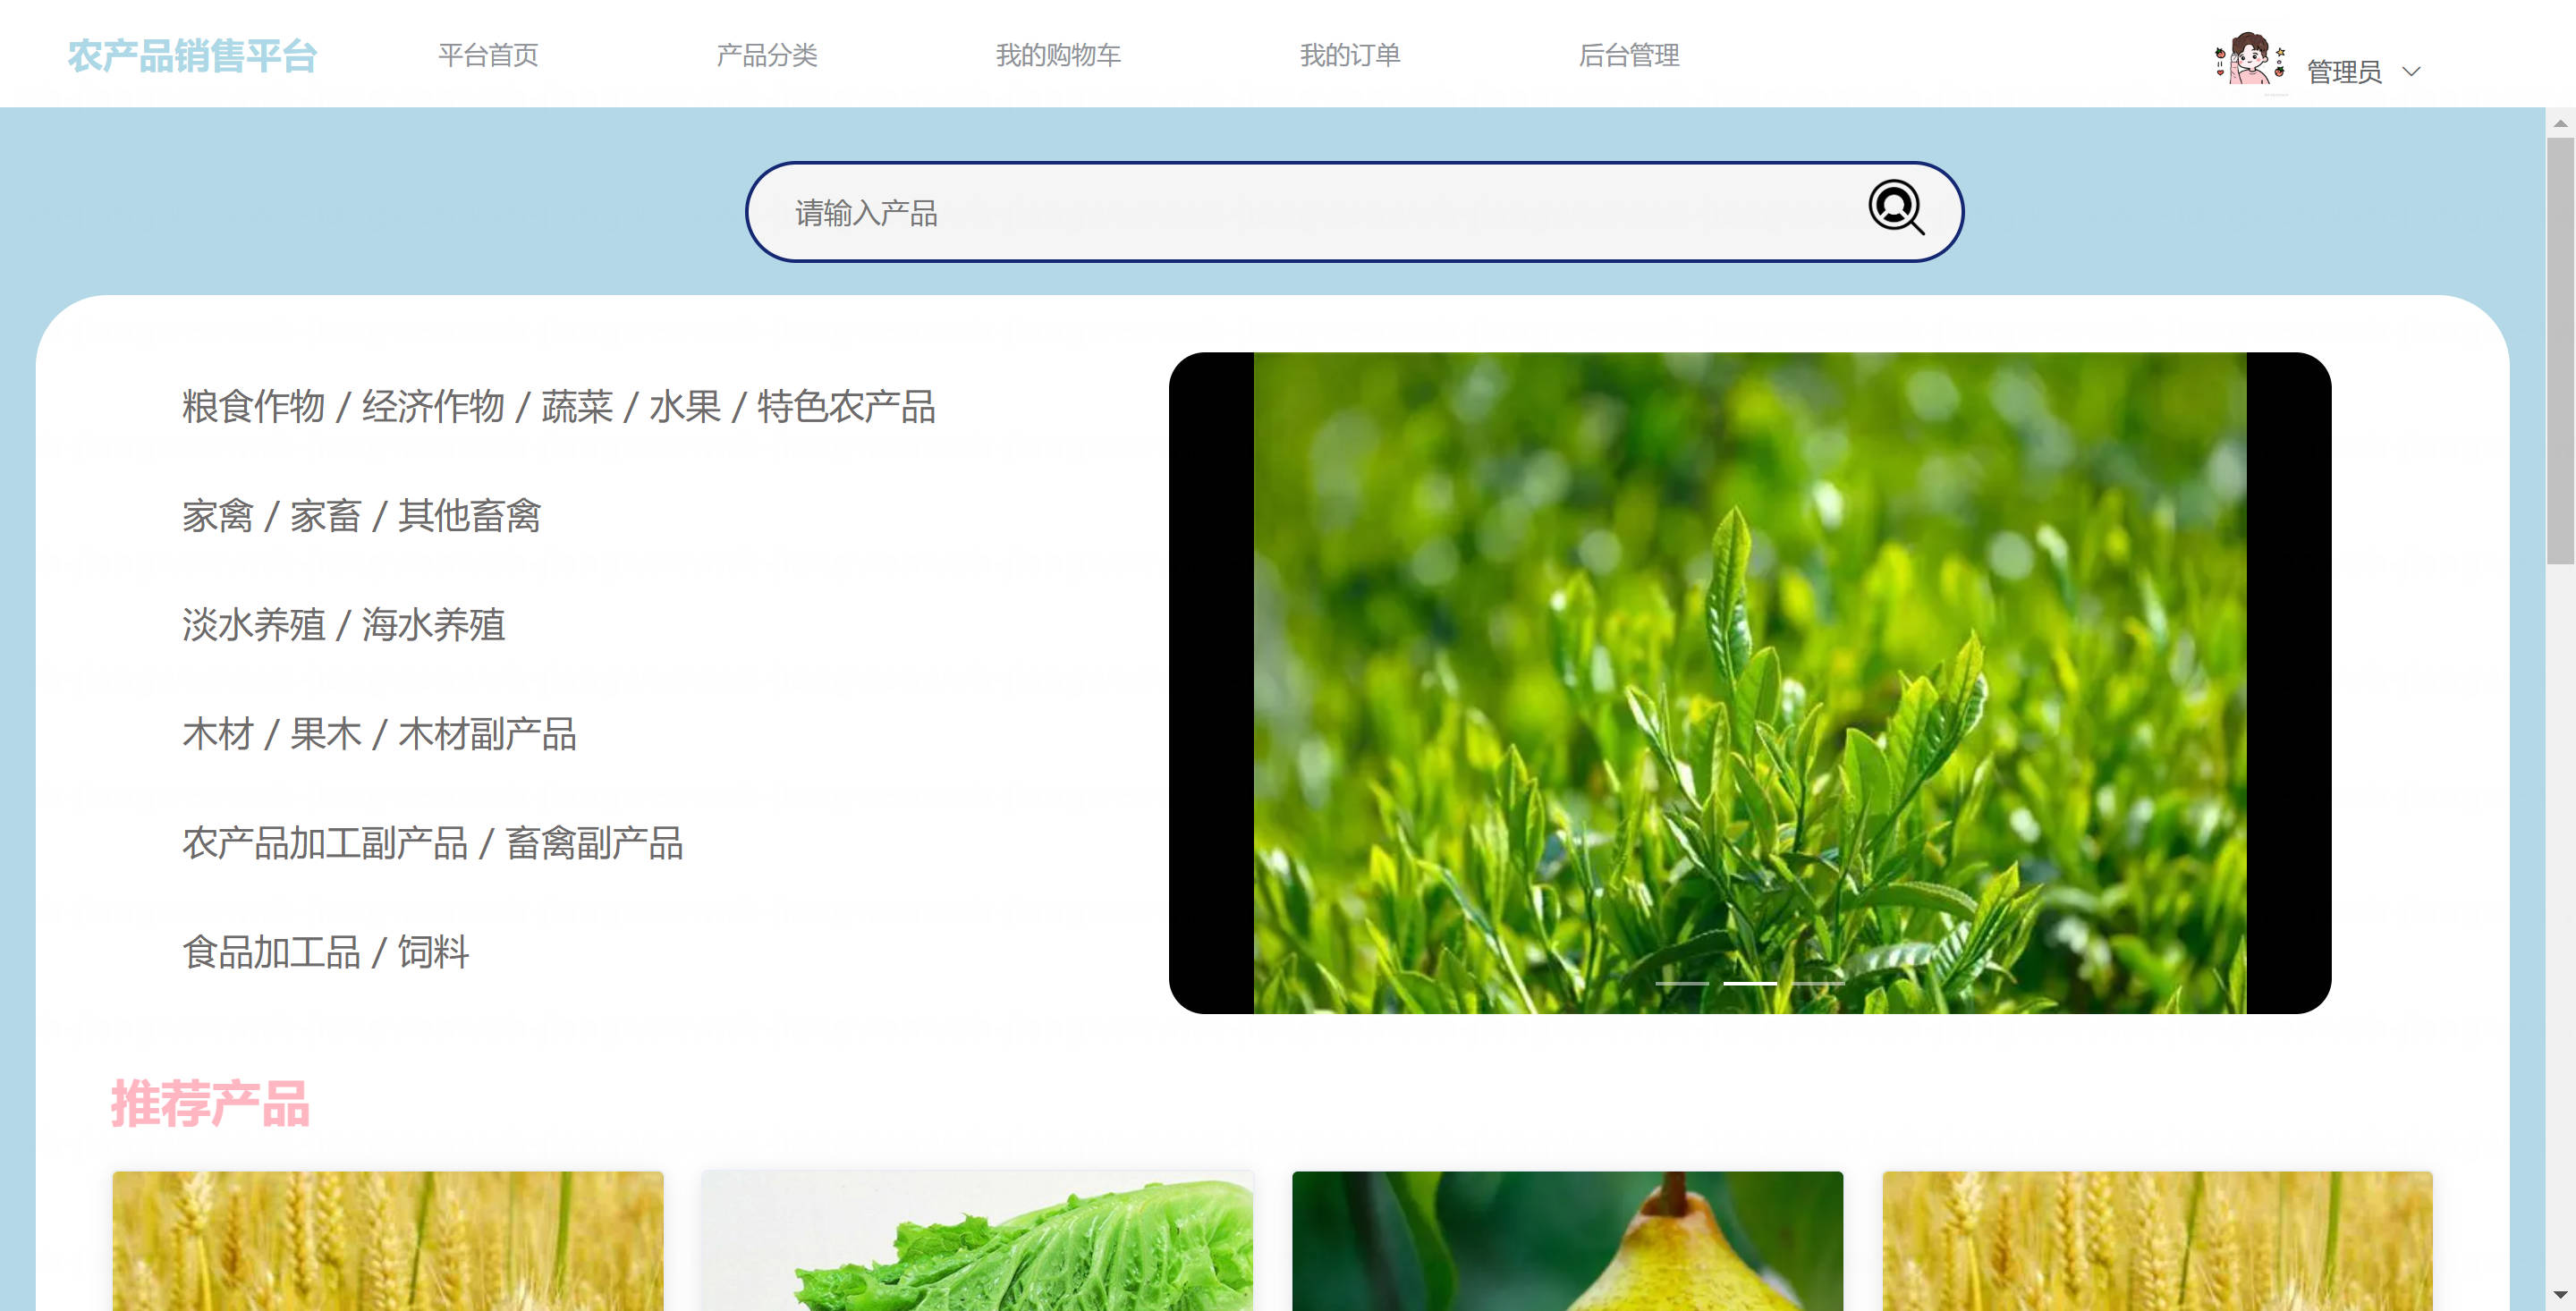 农产品销售平台 平台首页 产品分类 我的购物车 我的订单 后台管理 管理员
请输入产品
粮食作物 / 经济作物 / 蔬菜 / 水果 / 特色农产品
家禽 / 家畜 / 其他畜禽
淡水养殖 / 海水养殖
木材 / 果木 / 木材副产品
农产品加工副产品 / 畜禽副产品
食品加工品 / 饲料
推荐产品